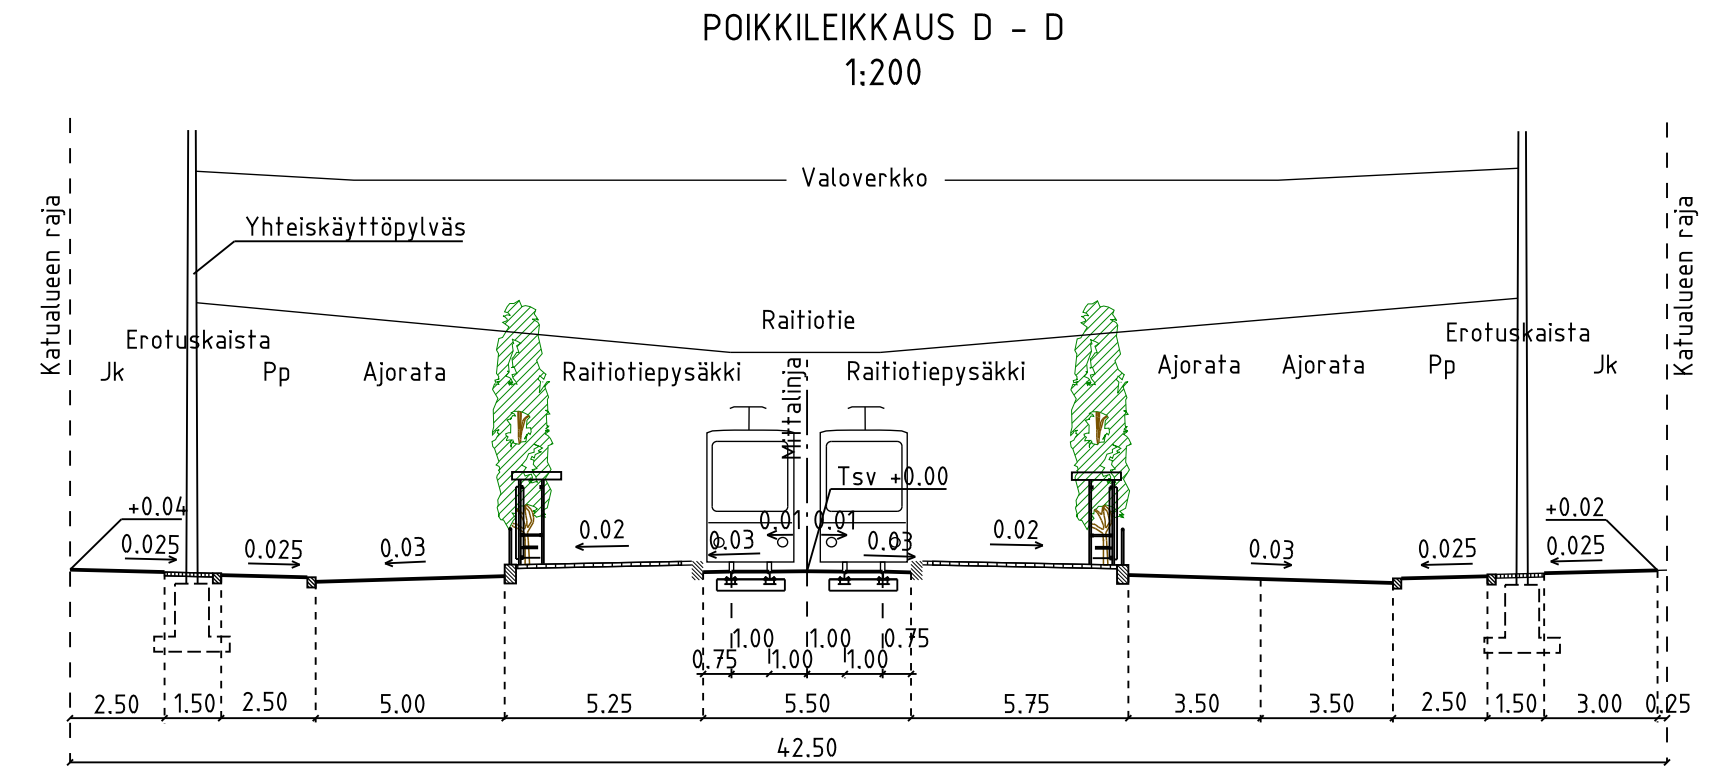 POIKKILEIKKAUS D - D
1:200
Valoverkko
Yhteiskäyttöpylväs
Katualueen raja
Katualueen raja
Raitiotie
Erotuskaista
Erotuskaista
Jk
Pp
Ajorata
Raitiotiepysäkki
Mittalinja
Raitiotiepysäkki
Ajorata
Ajorata
Pp
Jk
Tsv +0.00
+0.04
+0.02
0.025
0.025
0.03
0.02
0.03
0.01
0.01
0.03
0.02
0.03
0.025
0.025
1.00
1.00
0.75
0.75
1.00
1.00
2.50
1.50
2.50
5.00
5.25
5.50
5.75
3.50
3.50
2.50
1.50
3.00
0.25
42.50